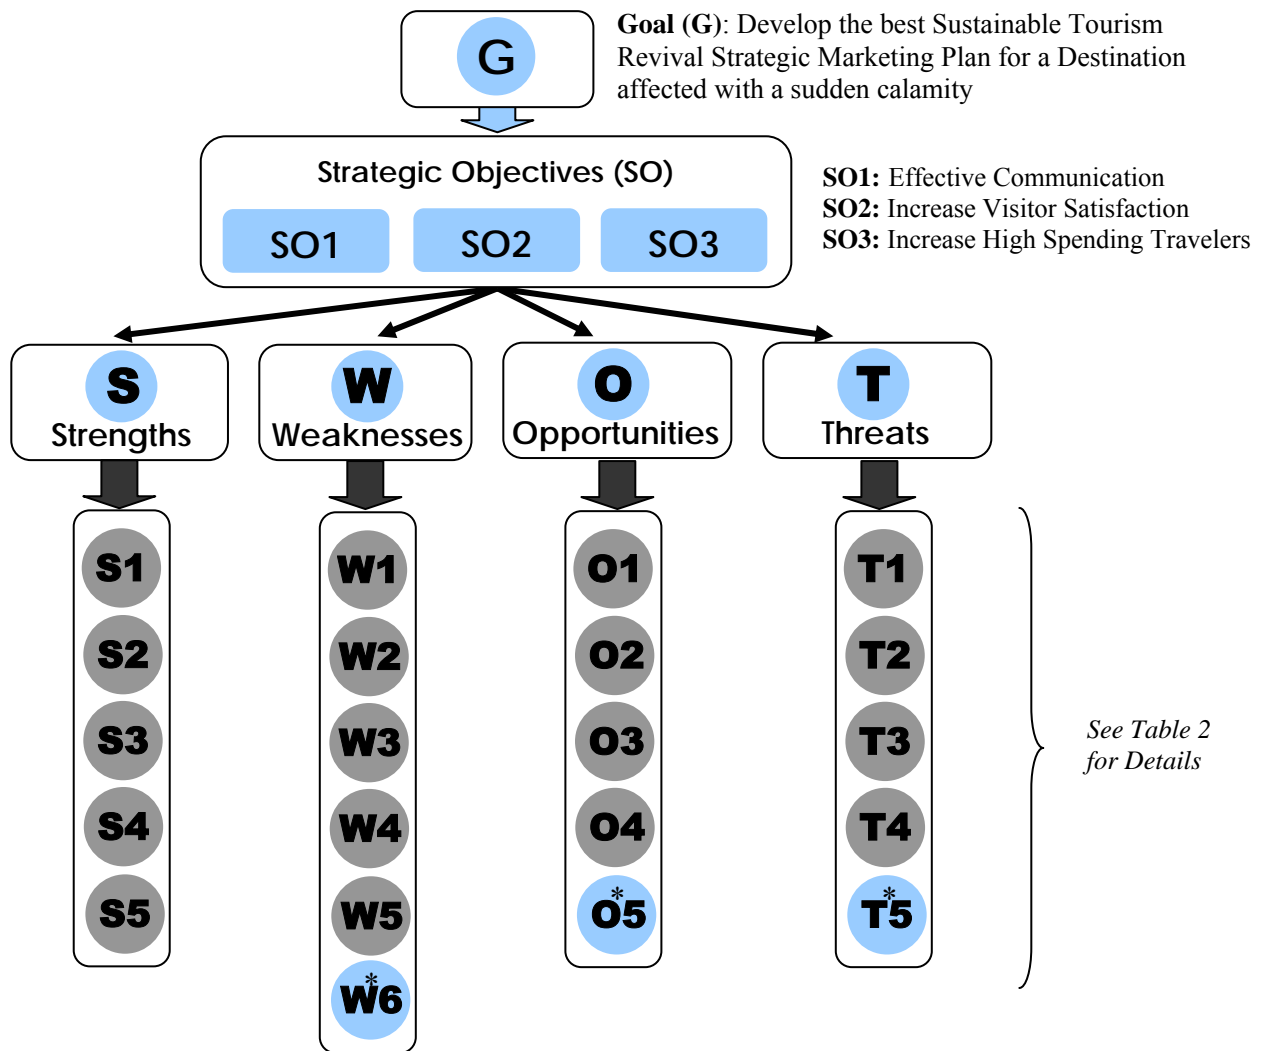 G
Goal (G): Develop the best Sustainable Tourism
Revival Strategic Marketing Plan for a Destination
affected with a sudden calamity
Strategic Objectives (SO)
SO1 SO2 SO3
SO1: Effective Communication
SO2: Increase Visitor Satisfaction
SO3: Increase High Spending Travelers
S
Strengths
W
Weaknesses
O
Opportunities
T
Threats
S1
S2
S3
S4
S5
W1
W2
W3
W4
W5
W6*
O1
O2
O3
O4
O5*
T1
T2
T3
T4
T5*
See Table 2
for Details